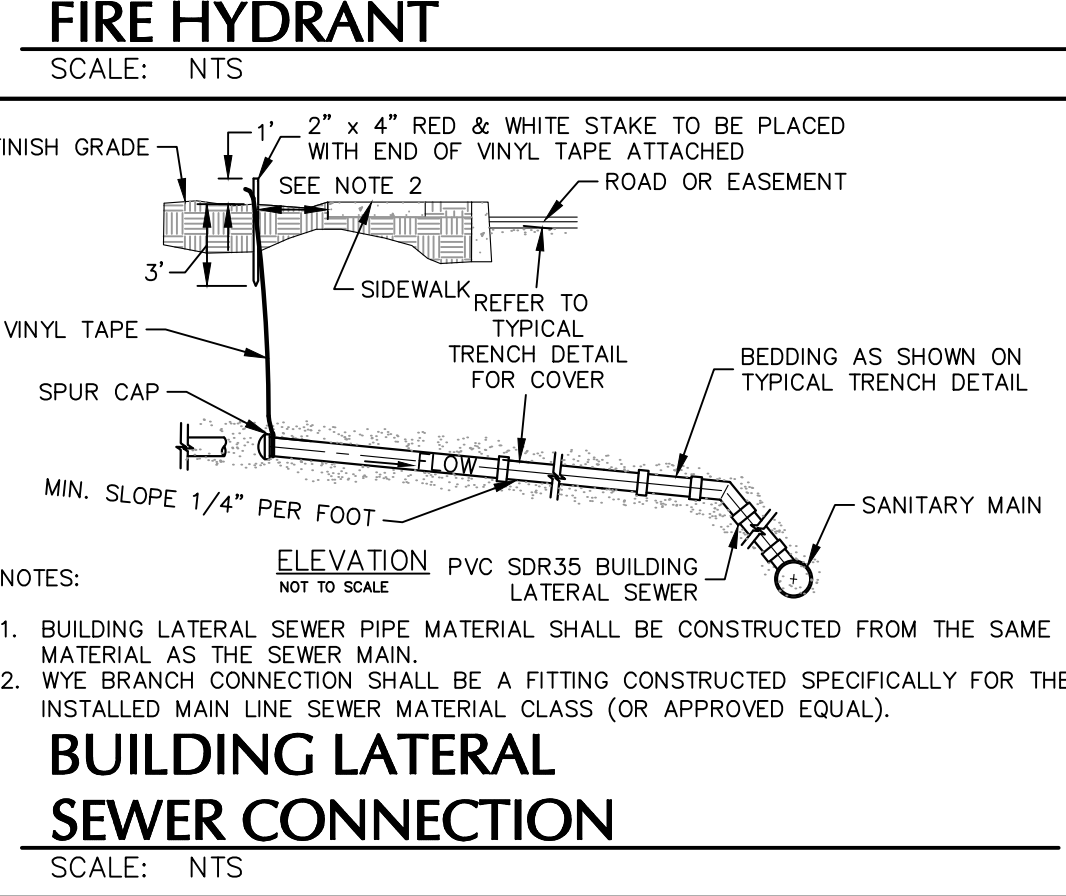 FIRE HYDRANT
SCALE: NTS
FINISH GRADE
1'
2" x 4" RED & WHITE STAKE TO BE PLACED
WITH END OF VINYL TAPE ATTACHED
SEE NOTE 2
ROAD OR EASEMENT
3'
SIDEWALK
REFER TO
TYPICAL
TRENCH DETAIL
FOR COVER
VINYL TAPE
BEDDING AS SHOWN ON
TYPICAL TRENCH DETAIL
SPUR CAP
FLOW
MIN. SLOPE 1/4" PER FOOT
SANITARY MAIN
ELEVATION
NOT TO SCALE
PVC SDR35 BUILDING
LATERAL SEWER
NOTES:
1. BUILDING LATERAL SEWER PIPE MATERIAL SHALL BE CONSTRUCTED FROM THE SAME
MATERIAL AS THE SEWER MAIN.
2. WYE BRANCH CONNECTION SHALL BE A FITTING CONSTRUCTED SPECIFICALLY FOR THE
INSTALLED MAIN LINE SEWER MATERIAL CLASS (OR APPROVED EQUAL).
BUILDING LATERAL
SEWER CONNECTION
SCALE: NTS